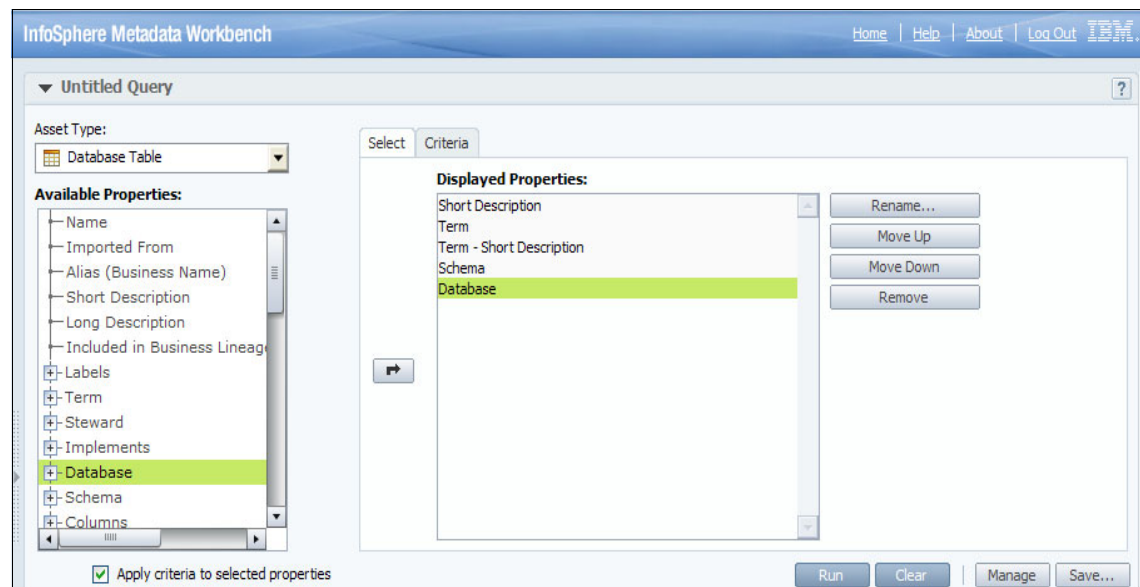 InfoSphere Metadata Workbench
Home | Help | About | Log Out IBM.
Untitled Query ?
Asset Type:
Database Table
Available Properties:
Name
Imported From
Alias (Business Name)
Short Description
Long Description
Included in Business Lineag
Labels
Term
Steward
Implements
Database
Schema
Columns
Apply criteria to selected properties
Select Criteria
Displayed Properties:
Short Description
Term
Term - Short Description
Schema
Database
Rename...
Move Up
Move Down
Remove
Run Clear Manage Save...